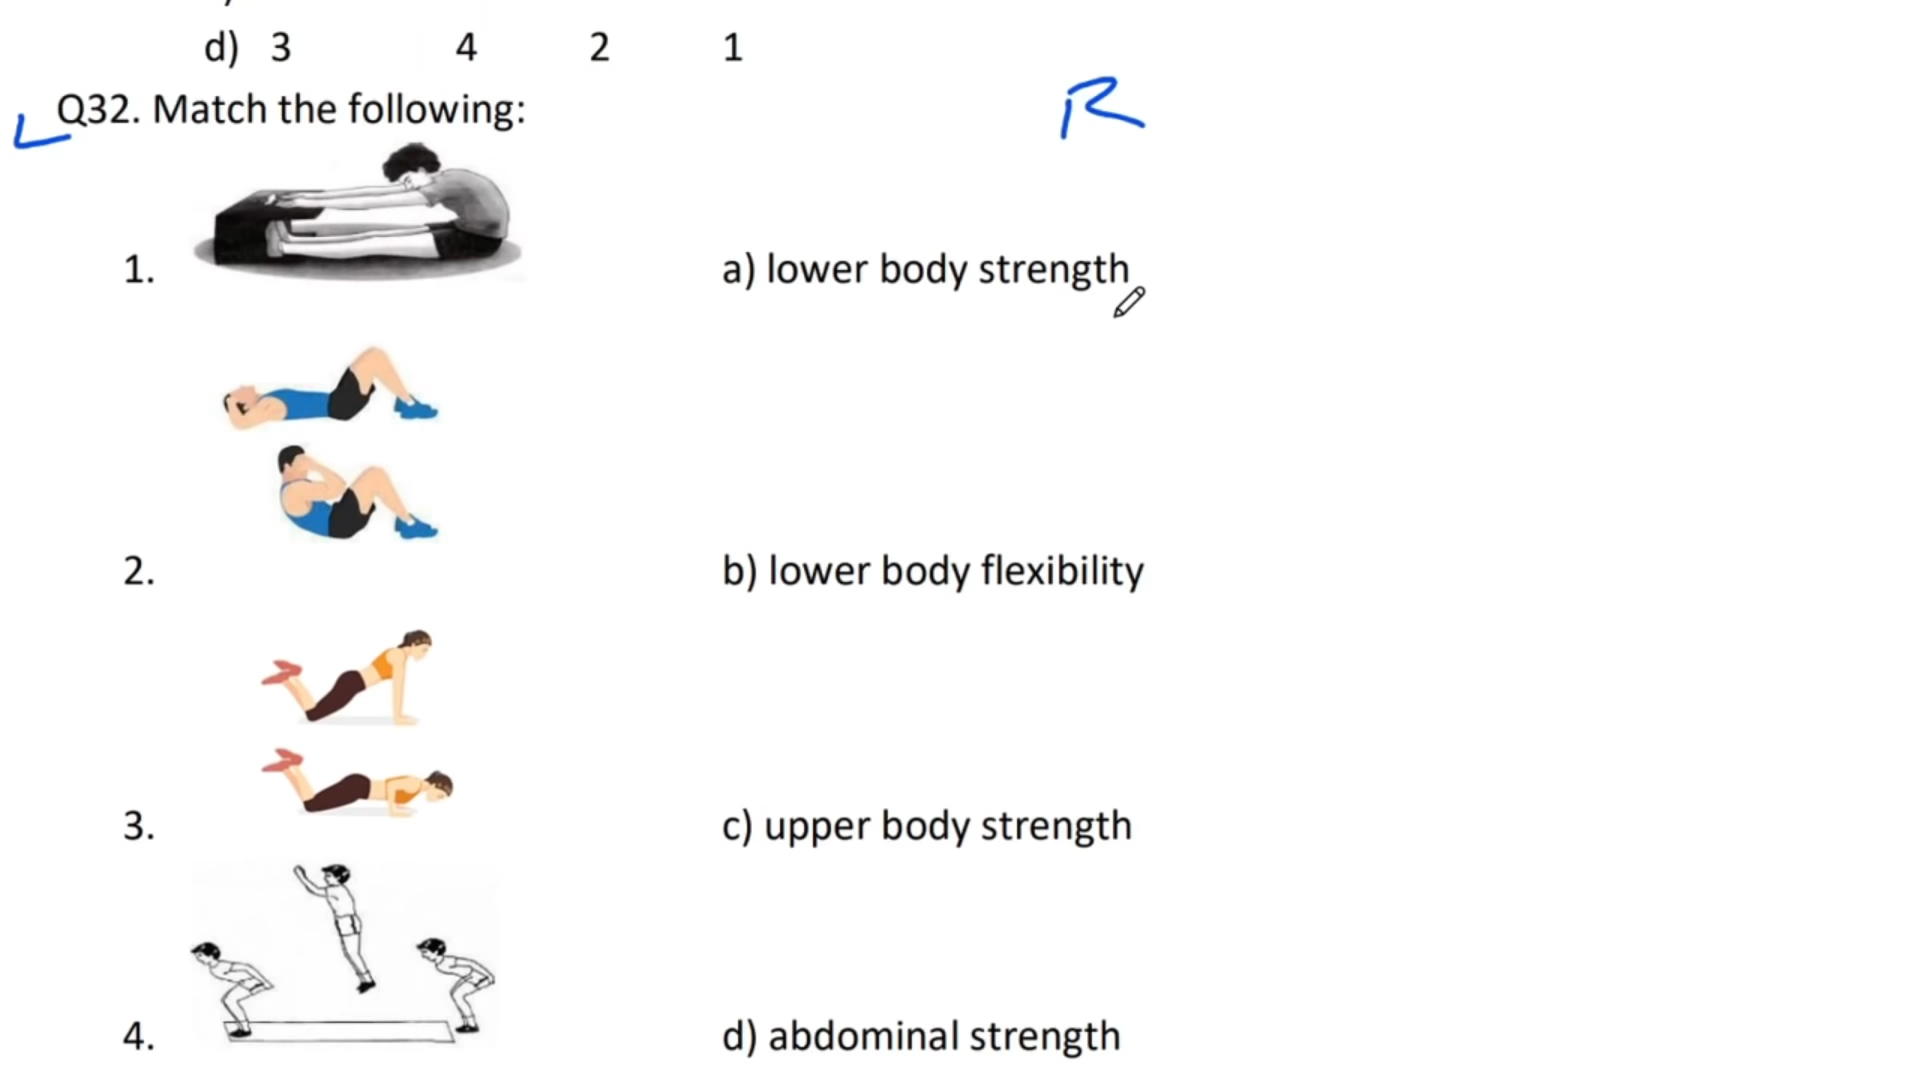 d) 3 4 2 1
Q32. Match the following:
L R
1. a) lower body strength
2. b) lower body flexibility
3. c) upper body strength
4. d) abdominal strength